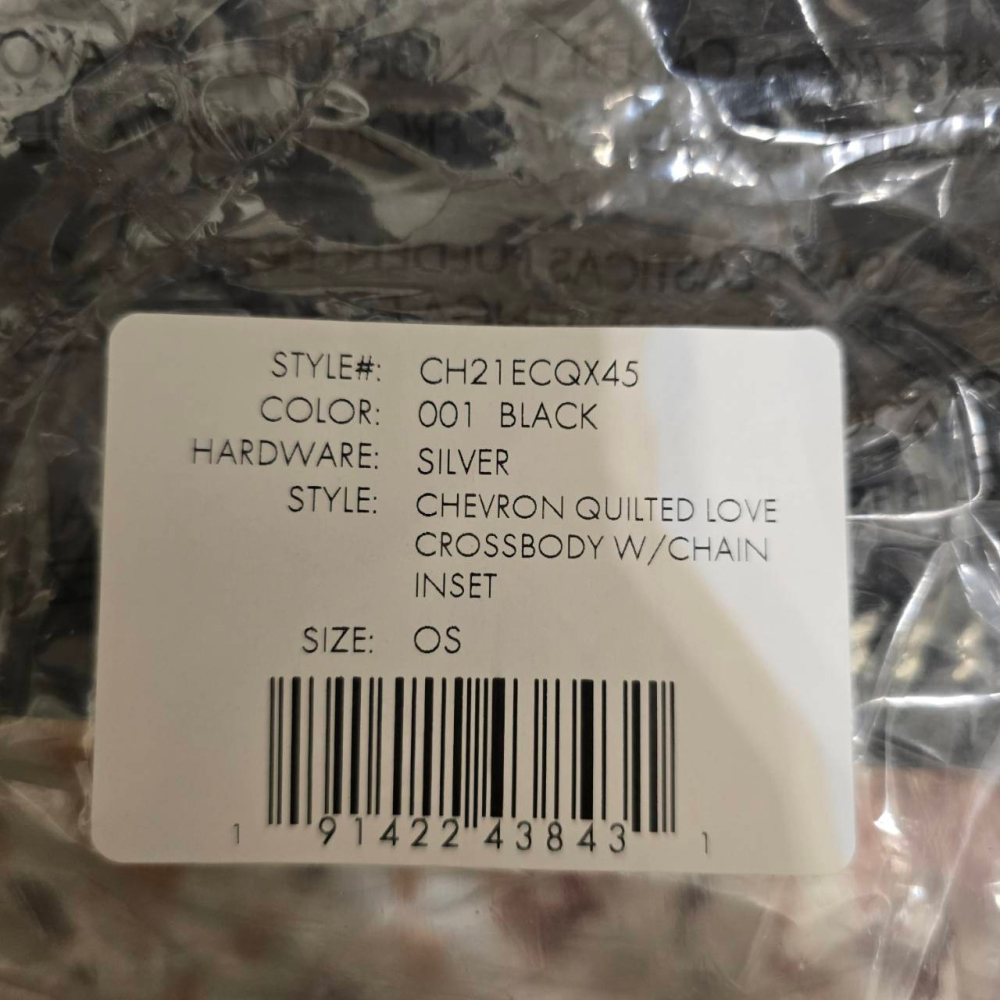 STYLE#: CH21ECQX45
COLOR: 001 BLACK
HARDWARE: SILVER
STYLE: CHEVRON QUILTED LOVE
CROSSBODY W/CHAIN
INSET
SIZE: OS
1 91422 43843 1